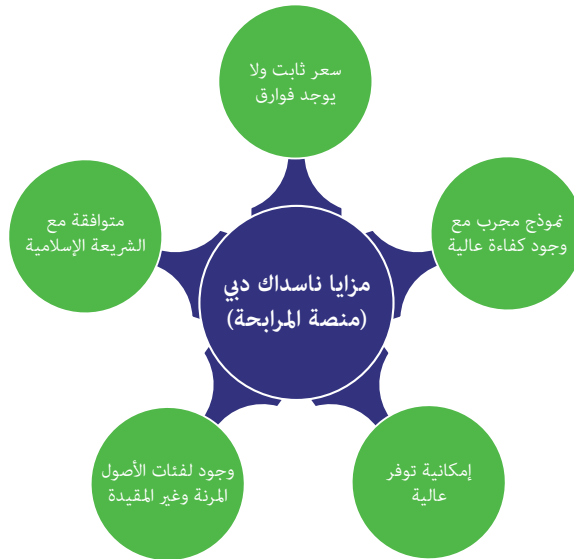 سعر ثابت ولا
يوجد فوارق
نموذج مجرب مع
وجود كفاءة عالية
متوافقة مع
الشريعة الإسلامية
مزايا ناسداك دبي
(منصة المرابحة)
إمكانية توفر
عالية
وجود لفئات الأصول
المرنة وغير المقيدة